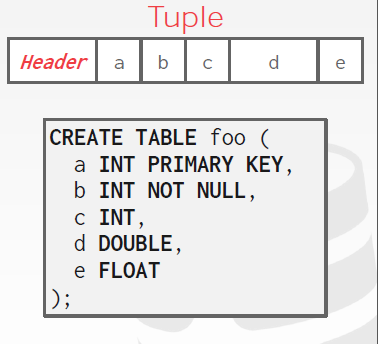 Tuple
Header a b c d e
CREATE TABLE foo (
a INT PRIMARY KEY,
b INT NOT NULL,
c INT,
d DOUBLE,
e FLOAT
);